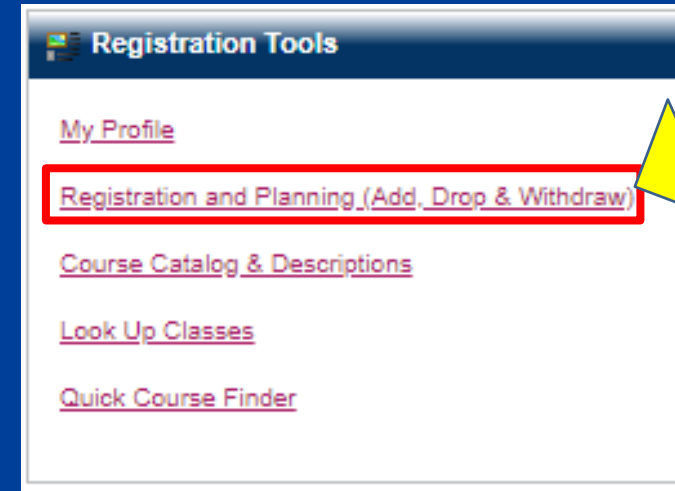 Registration Tools
My Profile
Registration and Planning (Add, Drop & Withdraw)
Course Catalog & Descriptions
Look Up Classes
Quick Course Finder